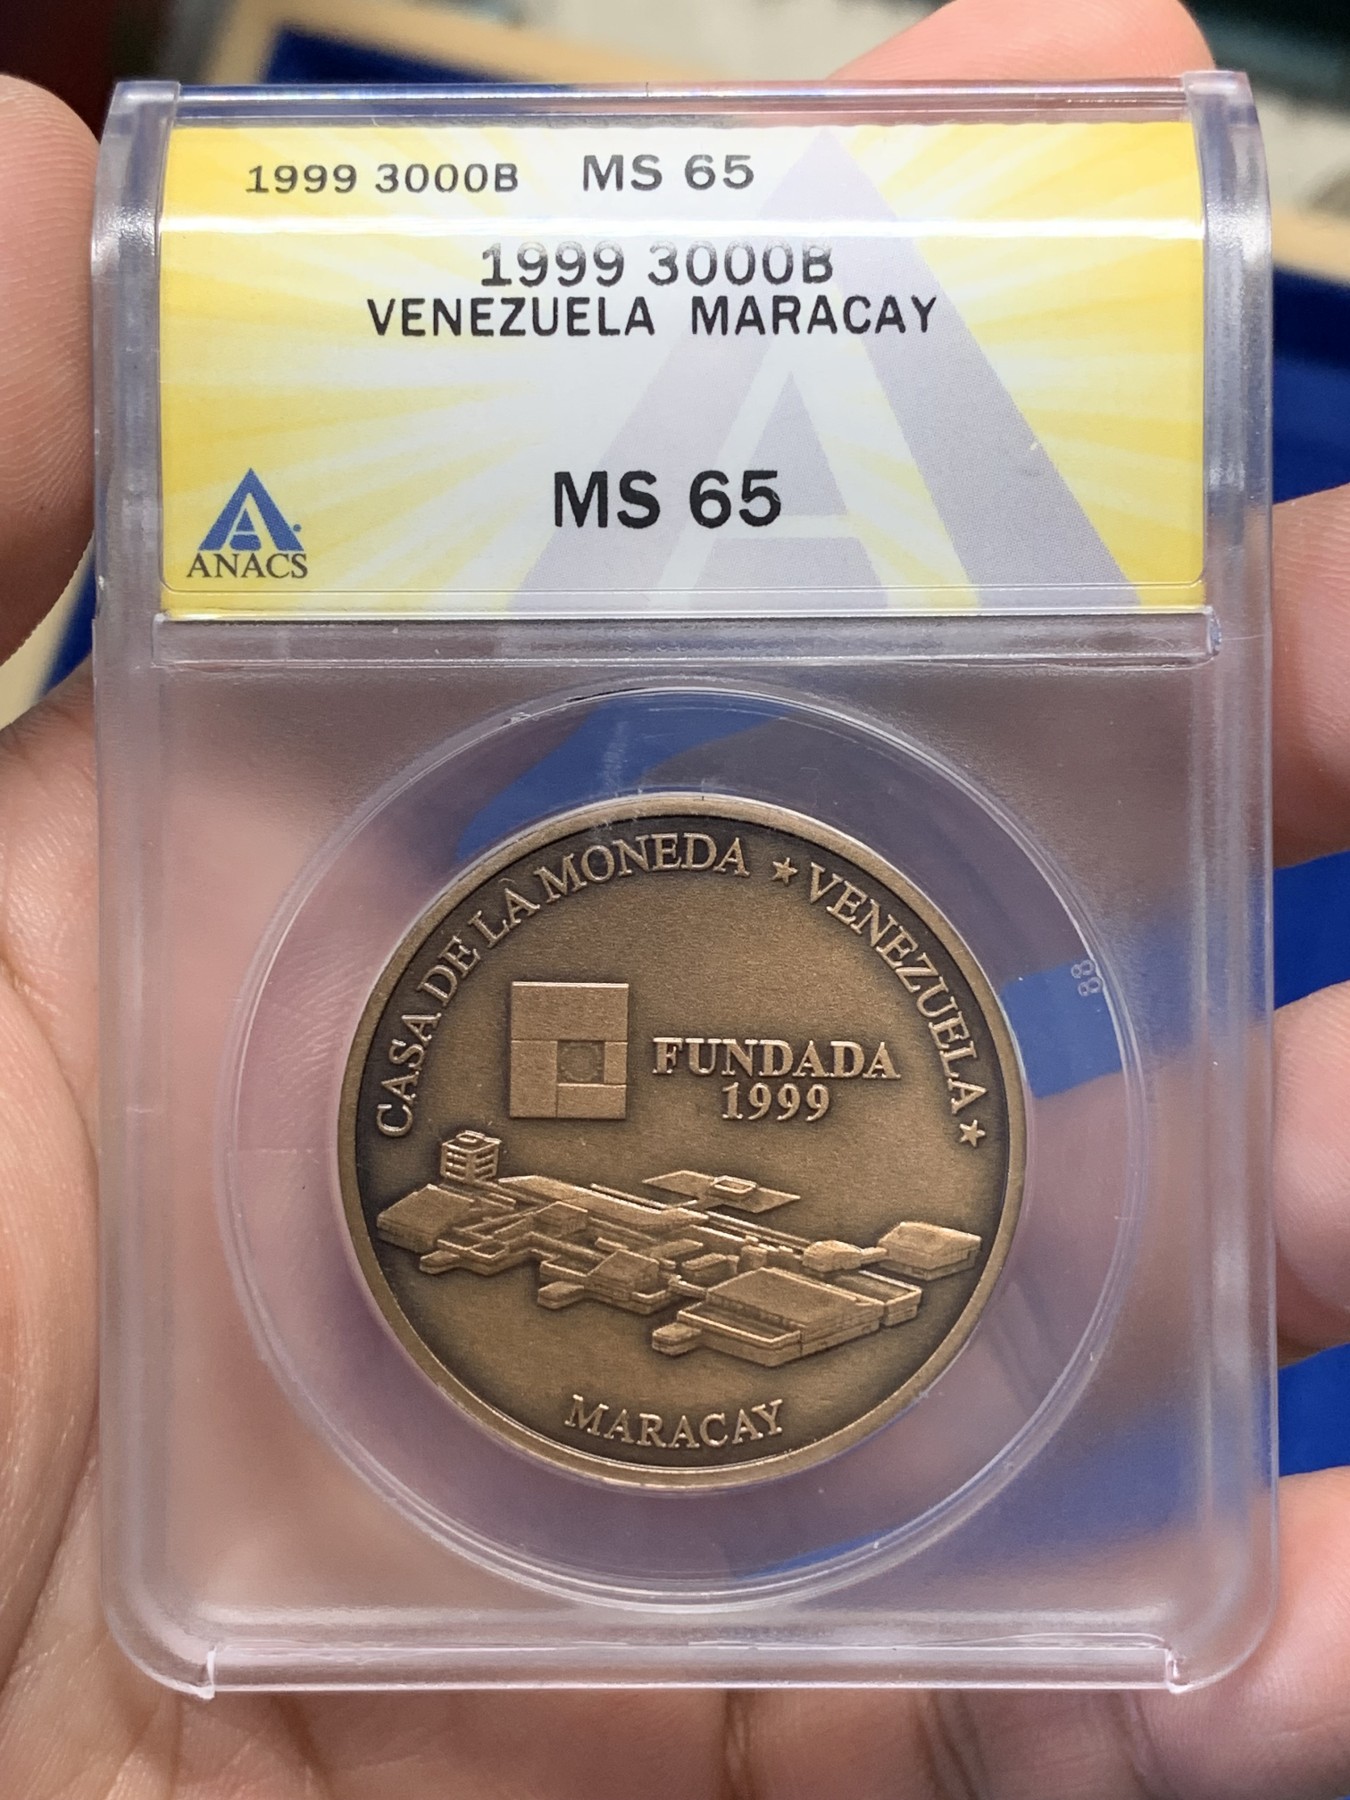 1999 3000B MS 65
1999 3000B
VENEZUELA MARACAY
MS 65
ANACS
CASA DE LA MONEDA ★ VENEZUELA ★
FUNDADA
1999
MARACAY
88